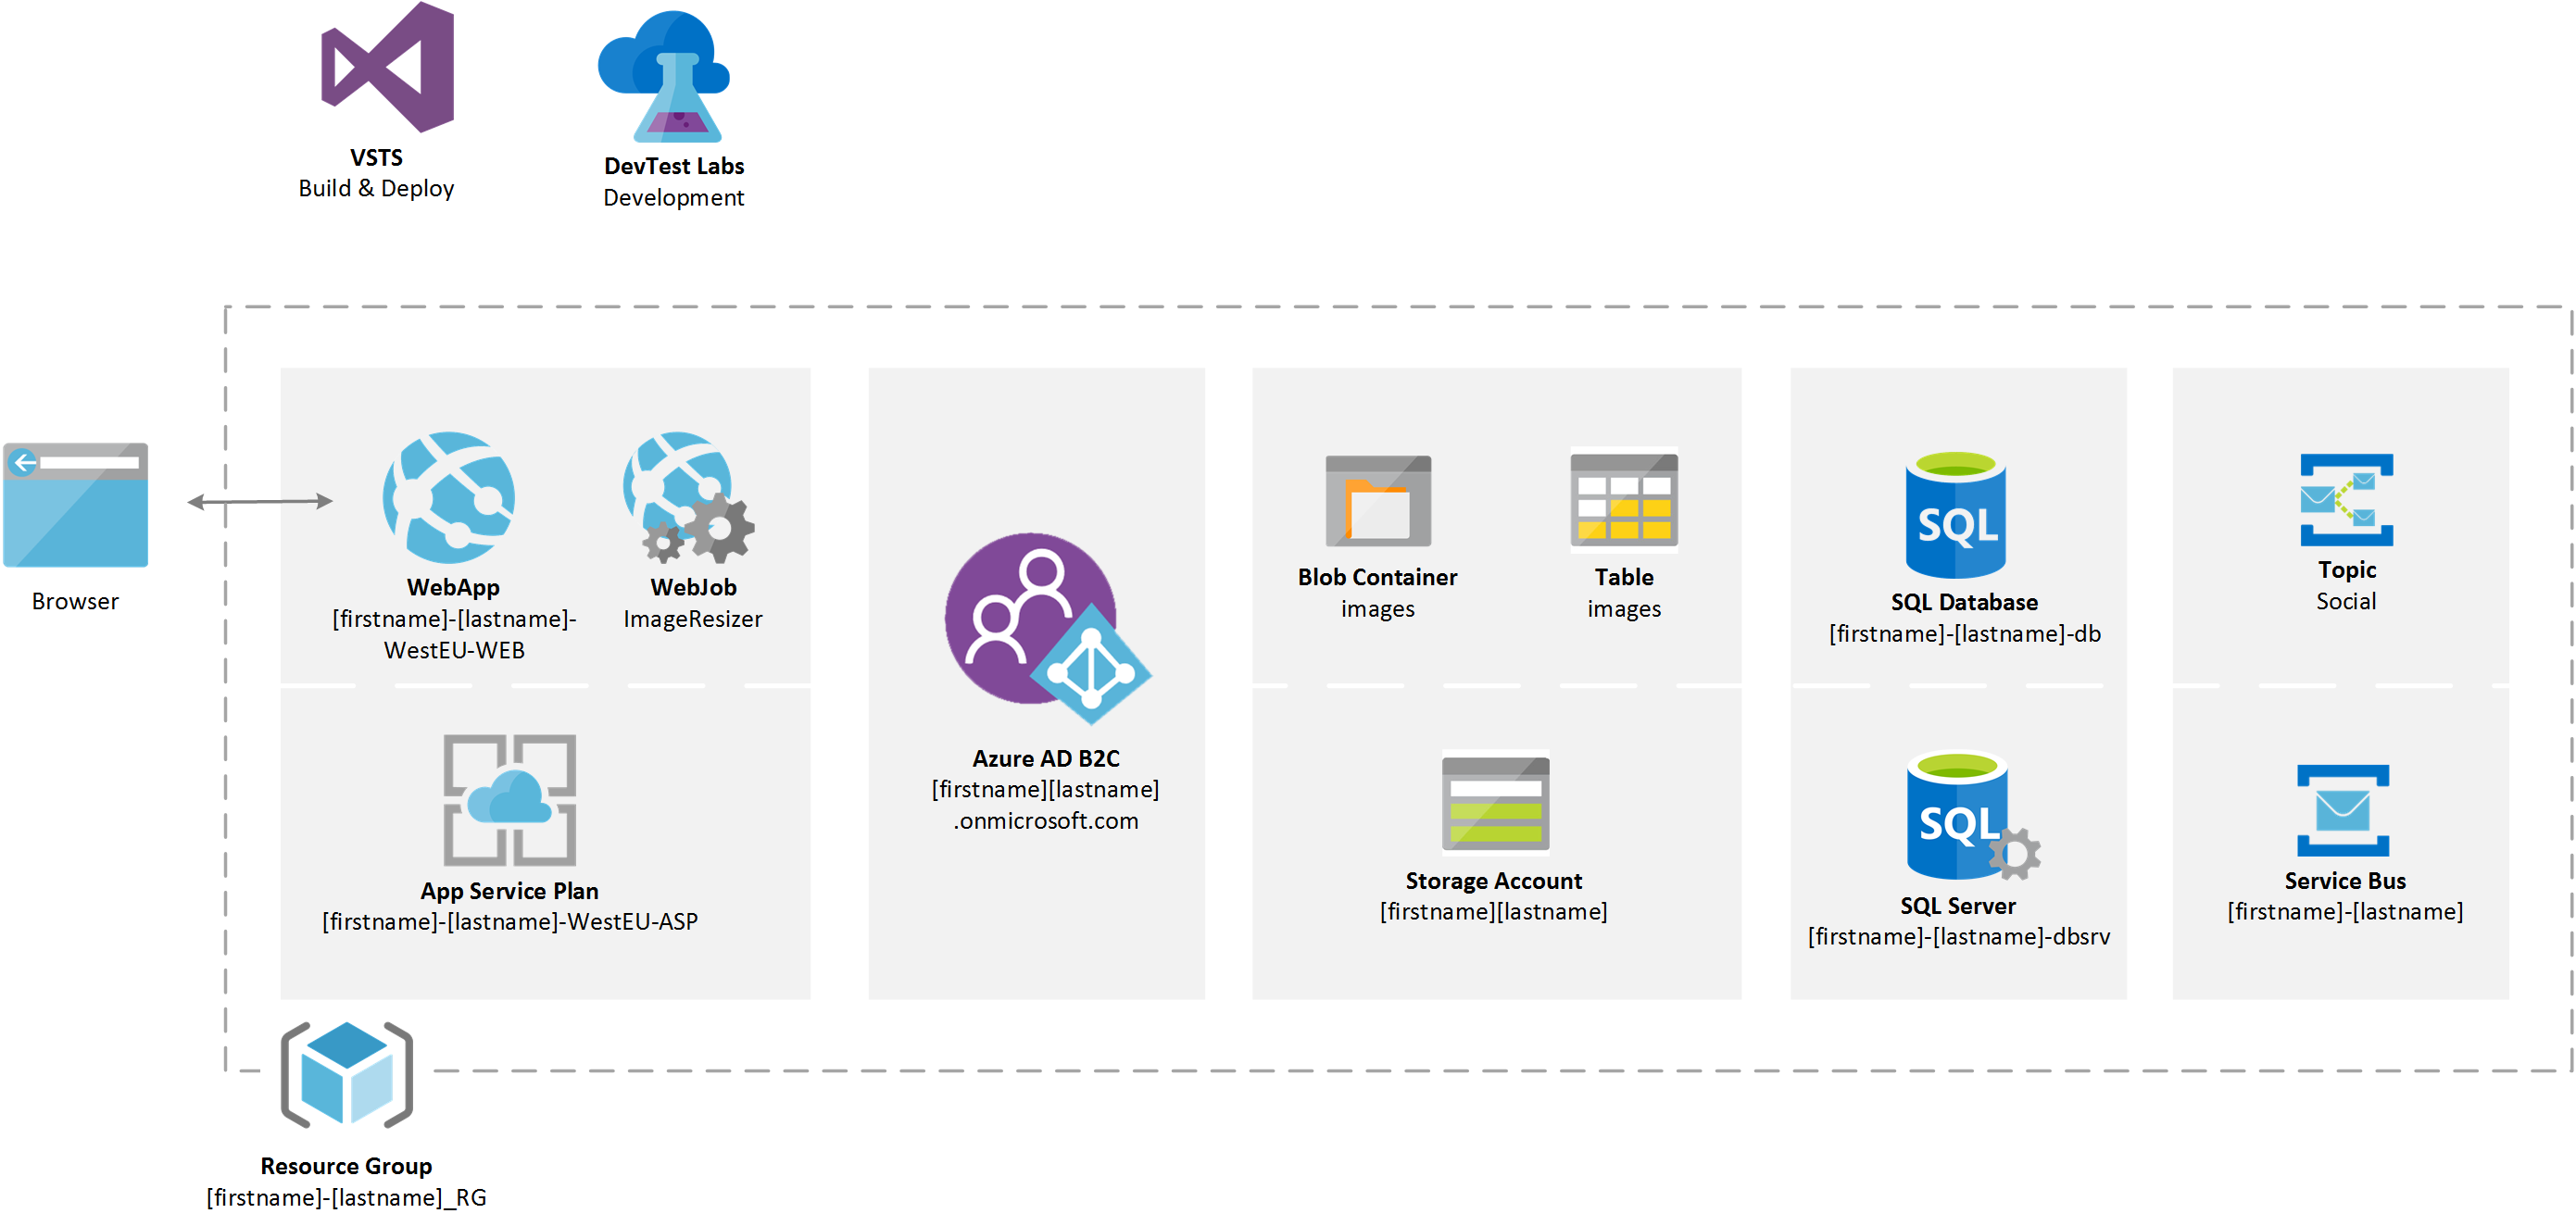 VSTS
Build & Deploy
DevTest Labs
Development
Browser
WebApp
[firstname]-[lastname]-
WestEU-WEB
WebJob
ImageResizer
App Service Plan
[firstname]-[lastname]-WestEU-ASP
Azure AD B2C
[firstname][lastname]
.onmicrosoft.com
Blob Container
images
Table
images
Storage Account
[firstname][lastname]
SQL
SQL Database
[firstname]-[lastname]-db
SQL
SQL Server
[firstname]-[lastname]-dbsrv
Topic
Social
Service Bus
[firstname]-[lastname]
Resource Group
[firstname]-[lastname]_RG